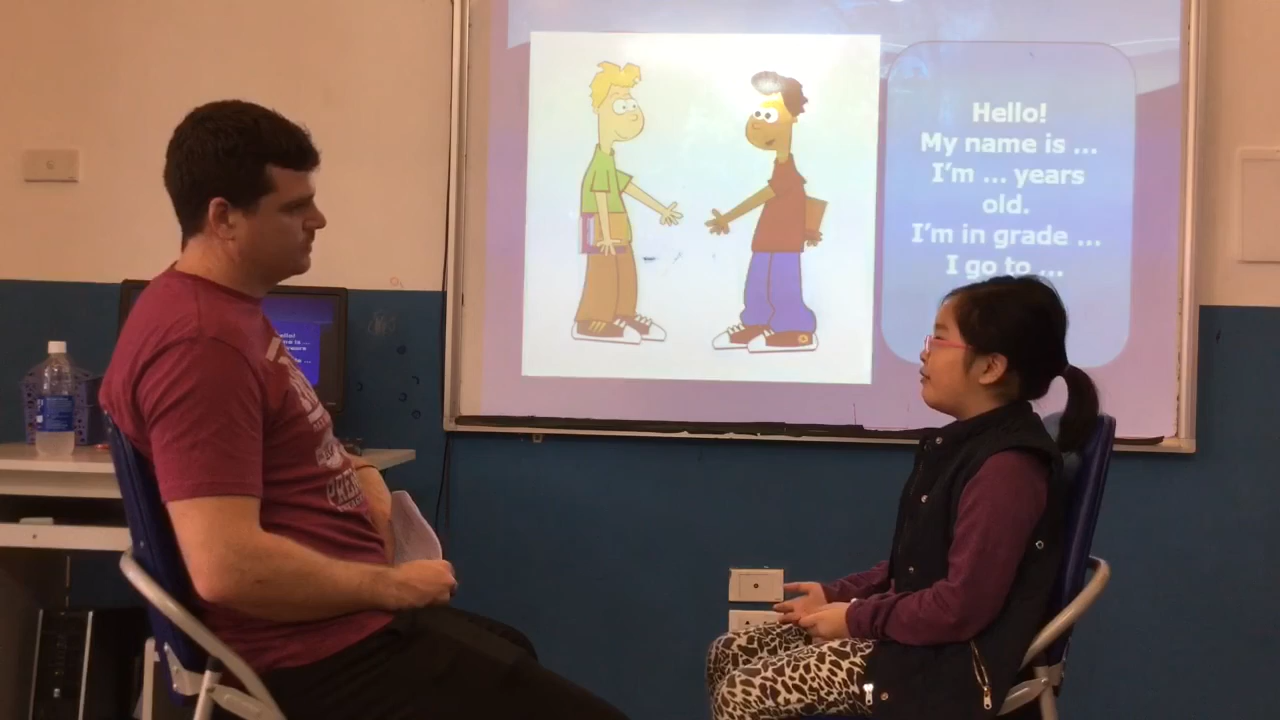 Hello!
My name is ...
I'm ... years
old.
I'm in grade ...
I go to ...